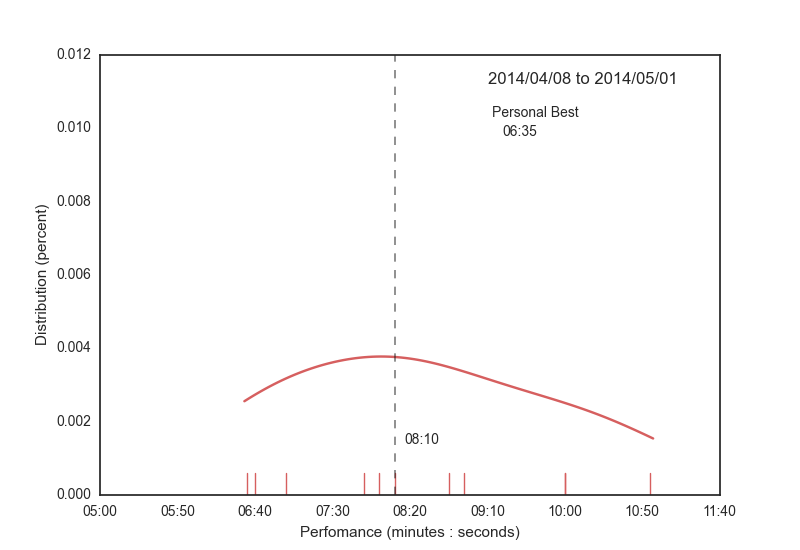 0.012
2014/04/08 to 2014/05/01
Personal Best
06:35
0.010
0.008
0.006
0.004
0.002
0.000
Distribution (percent)
08:10
05:00 05:50 06:40 07:30 08:20 09:10 10:00 10:50 11:40
Perfomance (minutes : seconds)